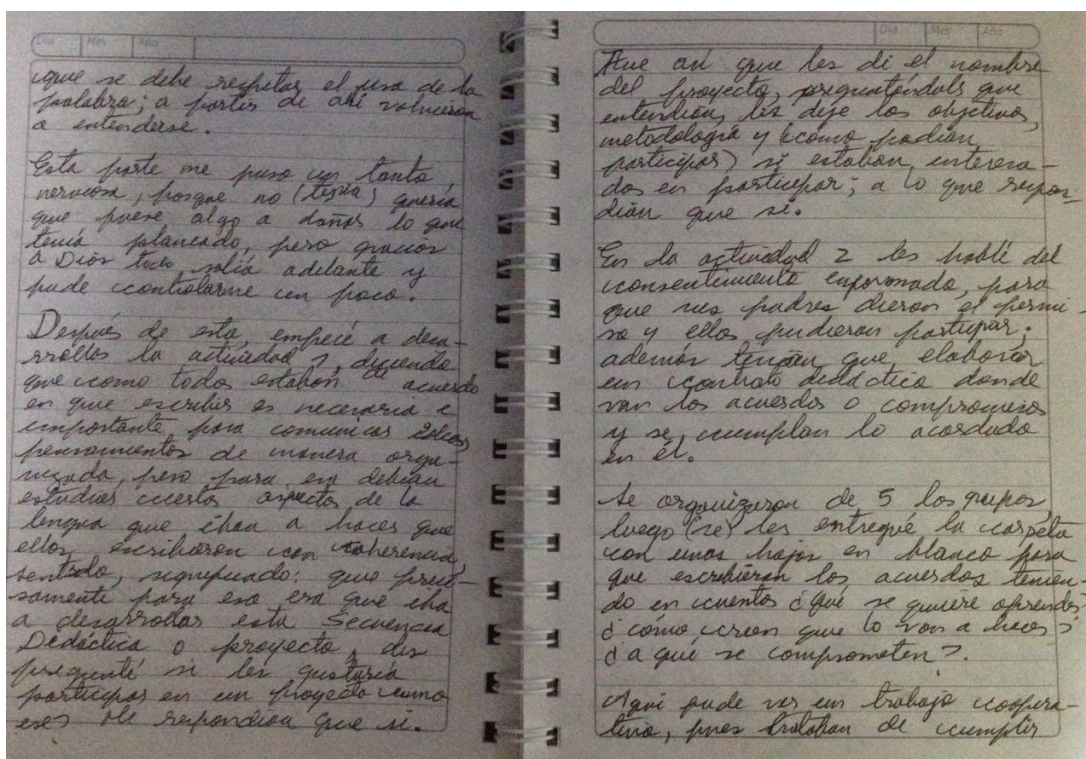 Día Mes Año
que se debe respetar el uso de la
palabra; a partir de ahí volvieron
a entenderse.
Esta parte me puso un tanto
nerviosa, porque no (tenía) quería
que fuese algo a dañar lo que
tenía planeado, pero gracias
a Dios todo salió adelante y
pude controlarme un poco.
Después de esto, empecé a desa-
rrollar la actividad 1, diciendo
que como todos estaban de acuerdo
en que escribir es necesario e
importante para comunicar
pensamientos de manera orga-
nizada, pero para eso debían
estudiar ciertos aspectos de la
lengua que iban a hacer que
ellos escribieran con coherencia,
sentido, significado; que preci-
samente para eso era que iba
a desarrollar esta Secuencia
Didáctica o proyecto, les
pregunté si les gustaría
participar en un proyecto como
ese; me respondían que sí.
Día Mes Año
Fue así que les di el nombre
del proyecto, preguntándoles que
entendían, les dije los objetivos,
metodología y (cómo podían
participar) si estaban interesa-
dos en participar; a lo que respon-
dían que sí.
En la actividad 2 les hablé del
consentimiento informado, para
que sus padres dieran el permi-
so y ellos pudieran participar;
además tenían que elaborar
un contrato didáctico donde
van los acuerdos o compromisos
y se cumplan lo acordado
en él.
Se organizaron de 5 los grupos,
luego (se) les entregué la carpeta
con unas hojas en blanco para
que escribieran los acuerdos tenien-
do en cuenta: ¿Qué se quiere aprender?
¿cómo creen que lo van a hacer?
¿a qué se comprometen?.
Aquí pude ver un trabajo coopera-
tivo, pues trataban de cumplir